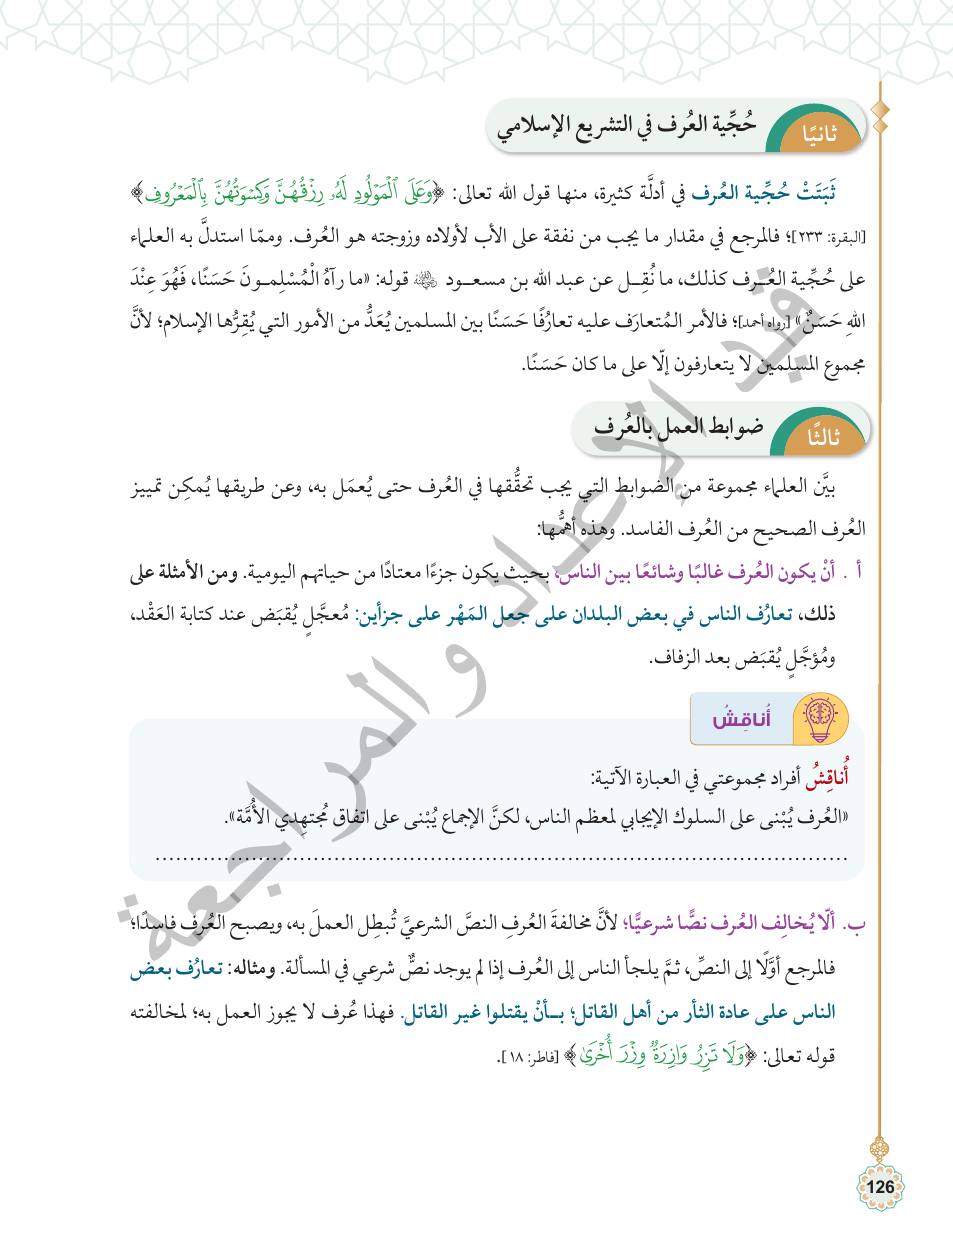 ثانيًا
حُجِّية العُرف في التشريع الإسلامي
ثَبَتَتْ حُجِّية العُرف في أدلَّة كثيرة، منها قول الله تعالى: ﴿وَعَلَى ٱلۡمَوۡلُودِ لَهُۥ رِزۡقُهُنَّ وَكِسۡوَتُهُنَّ بِٱلۡمَعۡرُوفِ﴾
[البقرة: ٢٣٣]؛ فالمرجع في مقدار ما يجب من نفقة على الأب لأولاده وزوجته هو العُرف. وممّا استدلَّ به العلماء
على حُجِّية العُرف كذلك، ما نُقِل عن عبد الله بن مسعود رضي الله عنه قوله: «ما رآهُ الْمُسْلِمونَ حَسَنًا، فَهُوَ عِنْدَ
اللهِ حَسَنٌ» [رواه أحمد]؛ فالأمر المُتعارَف عليه تعارُفًا حَسَنًا بين المسلمين يُعَدُّ من الأمور التي يُقِرُّها الإسلام؛ لأنَّ
مجموع المسلمين لا يتعارفون إلّا على ما كان حَسَنًا.
ثالثًا
ضوابط العمل بالعُرف
بيَّن العلماء مجموعة من الضوابط التي يجب تحقُّقها في العُرف حتى يُعمَل به، وعن طريقها يُمكِن تمييز
العُرف الصحيح من العُرف الفاسد. وهذه أهمُّها:
أ . أنْ يكون العُرف غالبًا وشائعًا بين الناس، بحيث يكون جزءًا معتادًا من حياتهم اليومية. ومن الأمثلة على
ذلك، تعارُف الناس في بعض البلدان على جعل المَهْر على جزأين: مُعجَّلٍ يُقبَض عند كتابة العَقْد،
ومُؤجَّلٍ يُقبَض بعد الزفاف.
أُناقِشُ
أُناقِشُ أفراد مجموعتي في العبارة الآتية:
«العُرف يُبْنى على السلوك الإيجابي لمعظم الناس، لكنَّ الإجماع يُبْنى على اتفاق مُجتهِدي الأُمَّة».
........................................................................................................
ب. ألّا يُخالِف العُرف نصًّا شرعيًّا؛ لأنَّ مخالفةَ العُرفِ النصَّ الشرعيَّ تُبطِل العملَ به، ويصبح العُرف فاسدًا؛
فالمرجع أوَّلًا إلى النصِّ، ثمَّ يلجأ الناس إلى العُرف إذا لم يوجد نصٌّ شرعي في المسألة. ومثاله: تعارُف بعض
الناس على عادة الثأر من أهل القاتل؛ بـأنْ يقتلوا غير القاتل. فهذا عُرف لا يجوز العمل به؛ لمخالفته
قوله تعالى: ﴿وَلَا تَزِرُ وَازِرَةٞ وِزۡرَ أُخۡرَىٰ﴾ [فاطر: ١٨].
126
قيد الإعداد والمراجعة